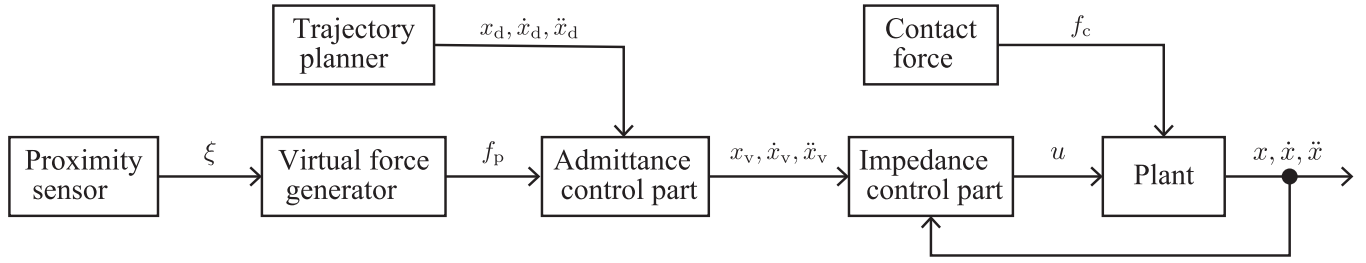 Trajectory
planner
x_d, ẋ_d, ẍ_d
Contact
force
f_c
Proximity
sensor
ξ
Virtual force
generator
f_p
Admittance
control part
x_v, ẋ_v, ẍ_v
Impedance
control part
u
Plant
x, ẋ, ẍ